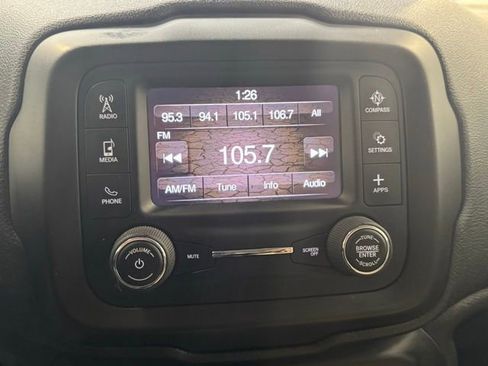 1:26
95.3 94.1 105.1 106.7 All
FM
105.7
AM/FM Tune Info Audio
RADIO
MEDIA
PHONE
N
COMPASS
SETTINGS
+
APPS
VOLUME
MUTE
SCREEN
OFF
TUNE
BROWSE
ENTER
SCROLL